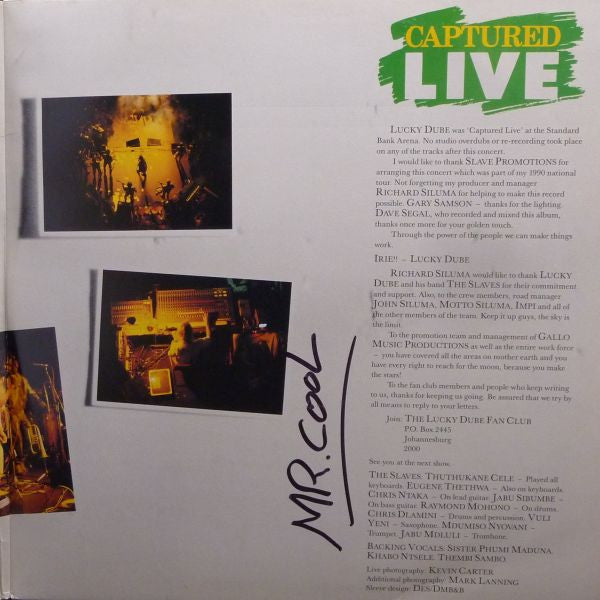 CAPTURED
LIVE
LUCKY DUBE was 'Captured Live' at the Standard
Bank Arena. No studio overdubs or re-recording took place
on any of the tracks after this concert.
I would like to thank SLAVE PROMOTIONS for
arranging this concert which was part of my 1990 national
tour. Not forgetting my producer and manager
RICHARD SILUMA for helping to make this record
possible. GARY SAMSON – thanks for the lighting.
DAVE SEGAL, who recorded and mixed this album,
thanks once more for your golden touch.
Through the power of the people we can make things
work.
IRIE!! – LUCKY DUBE
RICHARD SILUMA would like to thank LUCKY
DUBE and his band THE SLAVES for their commitment
and support. Also, to the crew members, road manager
JOHN SILUMA, MOTTO SILUMA, IMPI and all of
the other members of the team. Keep it up guys, the sky is
the limit.
To the promotion team and management of GALLO
MUSIC PRODUCTIONS as well as the entire work force
– you have covered all the areas on mother earth and you
have every right to reach for the moon, because you make
the stars!
To the fan club members and people who keep writing
to us, thanks for keeping us going. Be assured that we try by
all means to reply to your letters.
Join: THE LUCKY DUBE FAN CLUB
P.O. Box 2445
Johannesburg
2000
See you at the next show.
THE SLAVES: THUTHUKANE CELE – Played all
keyboards. EUGENE THETHWA – Also on keyboards.
CHRIS NTAKA – On lead guitar. JABU SIBUMBE –
On bass guitar. RAYMOND MOHONO – On drums.
CHRIS DLAMINI – Drums and percussion. VULI
YENI – Saxophone. MDUMISO NYOVANI –
Trumpet. JABU MDLULI – Trombone.
BACKING VOCALS: SISTER PHUMI MADUNA,
KHABO NTSELE, THEMBI SAMBO.
Live photography: KEVIN CARTER
Additional photography: MARK LANNING
Sleeve design: DES/DMB&B
MR. COOL